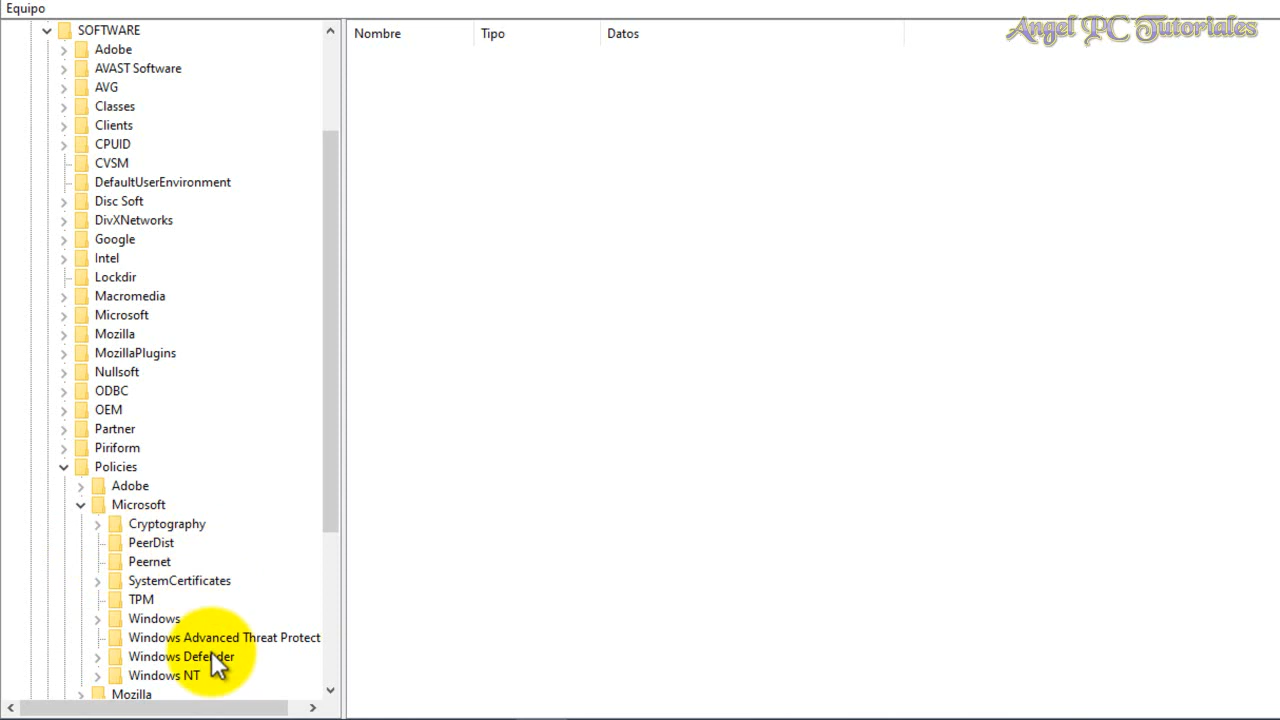 Equipo
Nombre Tipo Datos
Angel PC Tutoriales
SOFTWARE
Adobe
AVAST Software
AVG
Classes
Clients
CPUID
CVSM
DefaultUserEnvironment
Disc Soft
DivXNetworks
Google
Intel
Lockdir
Macromedia
Microsoft
Mozilla
MozillaPlugins
Nullsoft
ODBC
OEM
Partner
Piriform
Policies
Adobe
Microsoft
Cryptography
PeerDist
Peernet
SystemCertificates
TPM
Windows
Windows Advanced Threat Protect
Windows Defender
Windows NT
Mozilla